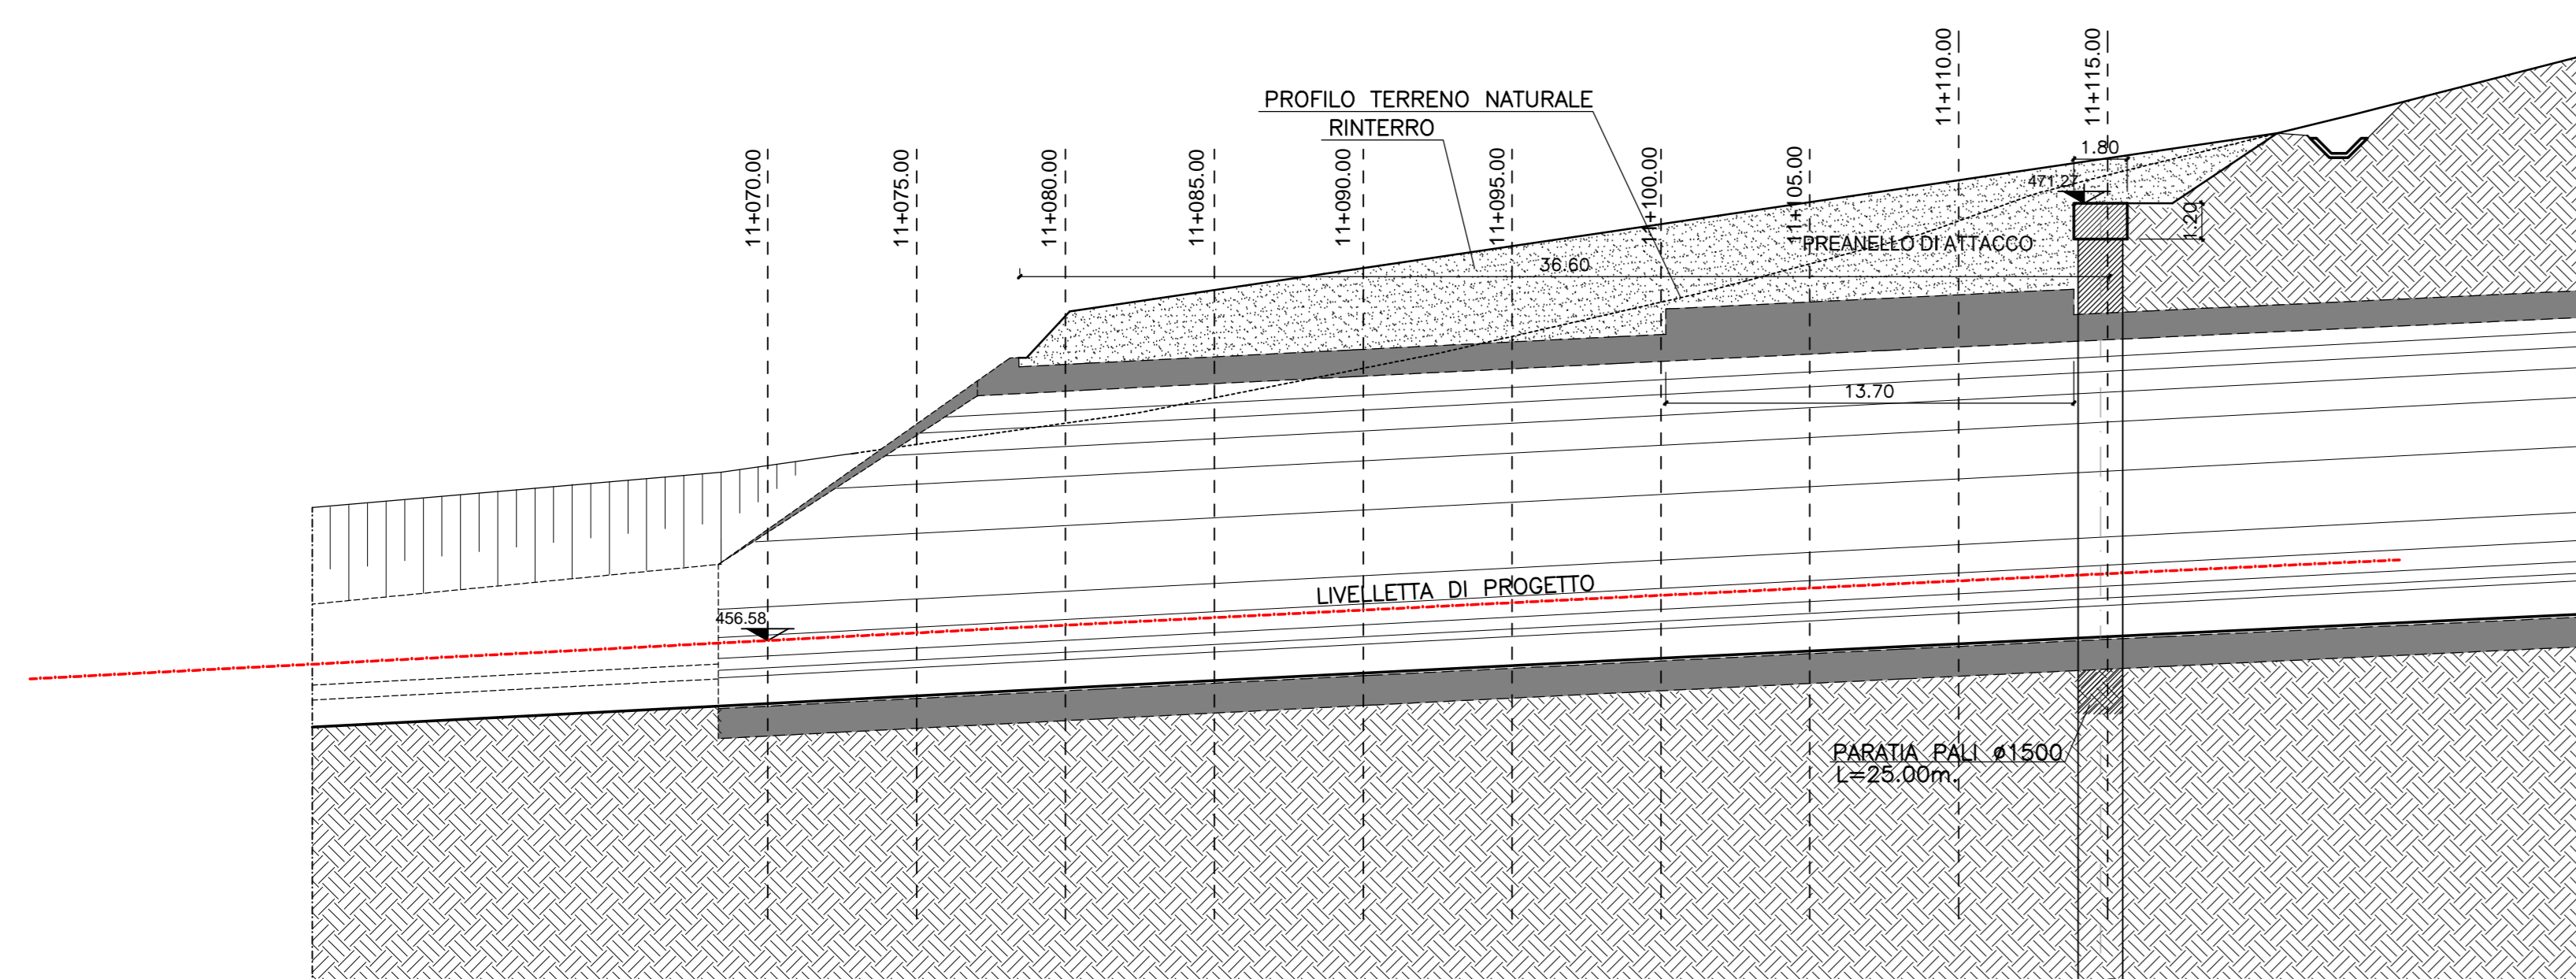 11+110.00
11+115.00
PROFILO TERRENO NATURALE
RINTERRO
11+070.00
11+075.00
11+080.00
11+085.00
11+090.00
11+095.00
11+100.00
11+105.00
1.80
471.27
1.20
PREANELLO DI ATTACCO
36.60
13.70
LIVELLETTA DI PROGETTO
456.58
PARATIA PALI ø1500
L=25.00m.